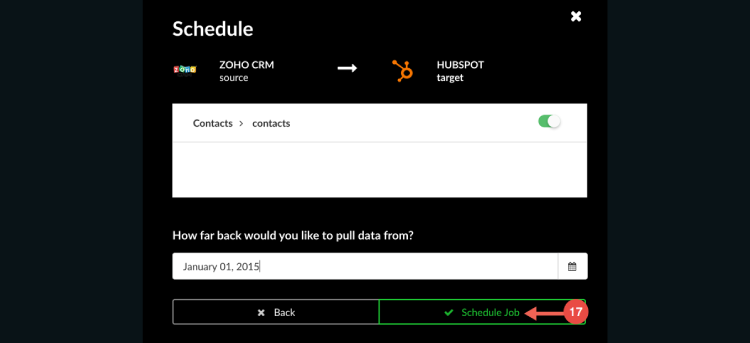 Schedule
ZOHO CRM
source
HUBSPOT
target
ZOHO
Contacts > contacts
How far back would you like to pull data from?
January 01, 2015
Back
Schedule Job
17